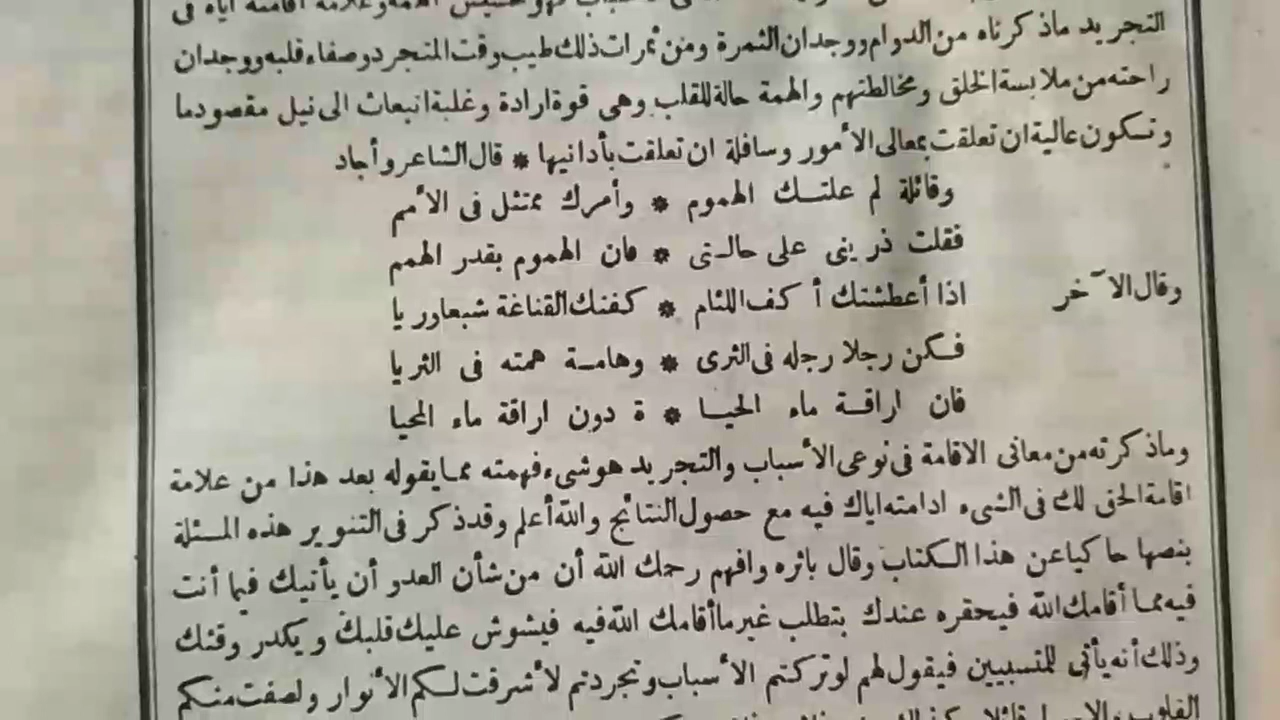 التجريد ماذكرناه من الدوام ووجدان الثمرة ومن ثمرات ذلك طيب وقت المتجرد وصفاء قلبه ووجدان
راحته من ملابسة الخلق ومخالطتهم والهمة حالة للقلب وهى قوة ارادة وغلبة انبعاث الى نيل مقصود ما
وتكون عالية ان تعلقت بمعالى الأمور وسافلة ان تعلقت بأدانيها * قال الشاعر وأجاد
وقائلة لم علتك الهموم * وأمرك ممتثل فى الأمم
فقلت ذرينى على حالتى * فان الهموم بقدر الهمم
وقال الآخر اذا أعطشتك أكف اللئام * كفتك القناعة شبعا وريا
فكن رجلا رجله فى الثرى * وهامة همته فى الثريا
فان اراقة ماء الحيا * ة دون اراقة ماء المحيا
وماذكرته من معانى الاقامة فى نوعى الأسباب والتجريد هو شىء فهمته مما يقوله بعد هذا من علامة
اقامة الحق لك فى الشىء ادامته اياك فيه مع حصول النتائج والله أعلم وقد ذكر فى التنوير هذه المسئلة
بنصها حاكيا عن هذا الكتاب وقال باثره وافهم رحمك الله أن من شأن العدو أن يأتيك فيما أنت
فيه مما أقامك الله فيحقره عندك بتطلب غير ما أقامك الله فيه فيشوش عليك قلبك ويكدر وقتك
وذلك أنه يأتى للمتسببين فيقول لهم لو تركتم الأسباب وتجردتم لأشرقت لكم الأنوار ولصفت منكم